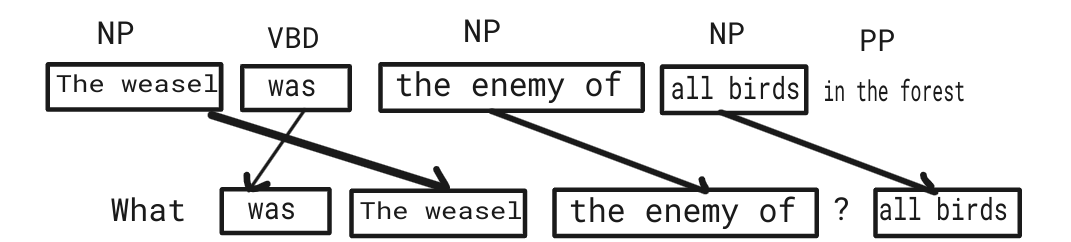 NP VBD NP NP PP
The weasel was the enemy of all birds in the forest
What was The weasel the enemy of ? all birds